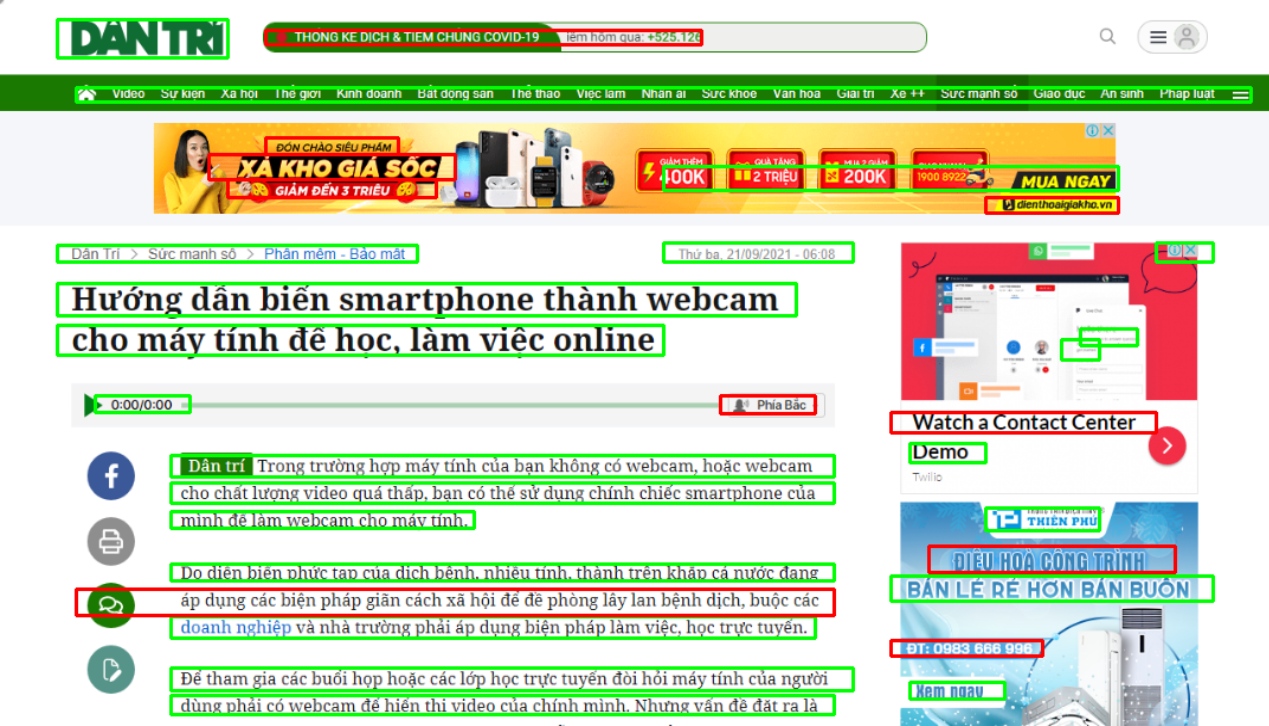 DÂN TRÍ
THỐNG KÊ DỊCH & TIÊM CHỦNG COVID-19 Tiêm hôm qua: +525.126
Video Sự kiện Xã hội Thế giới Kinh doanh Bất động sản Thể thao Việc làm Nhân ái Sức khỏe Văn hóa Giải trí Xe ++ Sức mạnh số Giáo dục An sinh Pháp luật
ĐÓN CHÀO SIÊU PHẨM
XẢ KHO GIÁ SỐC
GIẢM ĐẾN 3 TRIỆU
GIẢM THÊM
400K
QUÀ TẶNG
2 TRIỆU
MUA 2 GIẢM
200K
1900 8922
MUA NGAY
dienthoaigiakho.vn
Dân Trí > Sức mạnh số > Phần mềm - Bảo mật
Thứ ba, 21/09/2021 - 06:08
Hướng dẫn biến smartphone thành webcam
cho máy tính để học, làm việc online
0:00/0:00
Phía Bắc
Dân trí Trong trường hợp máy tính của bạn không có webcam, hoặc webcam
cho chất lượng video quá thấp, bạn có thể sử dụng chính chiếc smartphone của
mình để làm webcam cho máy tính.
Do diễn biến phức tạp của dịch bệnh, nhiều tỉnh, thành trên khắp cả nước đang
áp dụng các biện pháp giãn cách xã hội để đề phòng lây lan bệnh dịch, buộc các
doanh nghiệp và nhà trường phải áp dụng biện pháp làm việc, học trực tuyến.
Để tham gia các buổi họp hoặc các lớp học trực tuyến đòi hỏi máy tính của người
dùng phải có webcam để hiển thị video của chính mình. Nhưng vấn đề đặt ra là
Watch a Contact Center
Demo
Twilio
THIÊN PHÚ
ĐIỀU HOÀ CÔNG TRÌNH
BÁN LẺ RẺ HƠN BÁN BUÔN
ĐT: 0983 666 996
Xem ngay